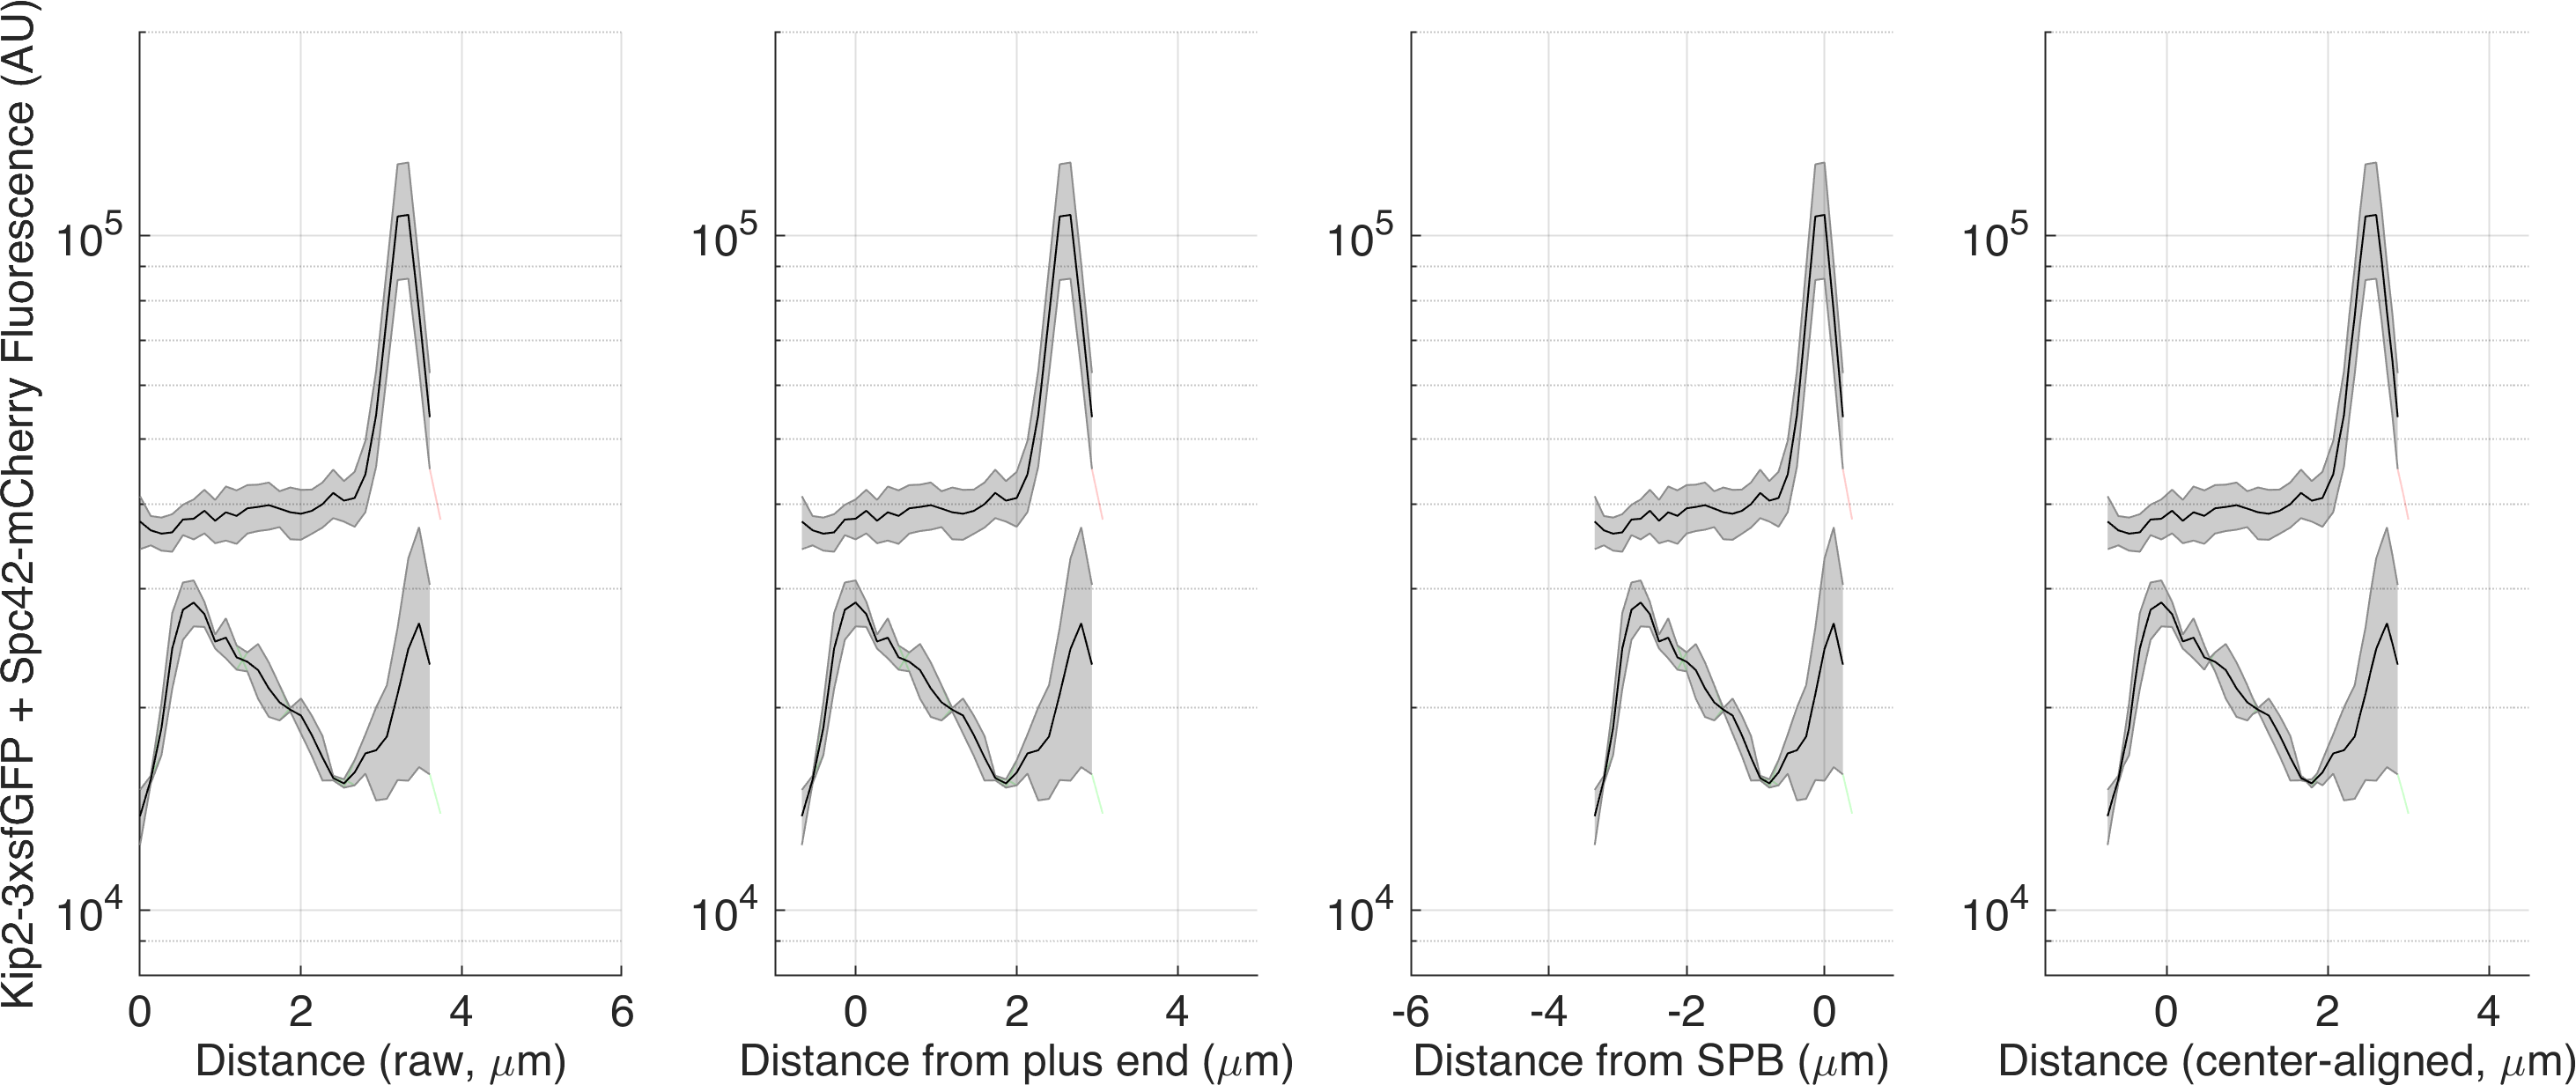 Kip2-3xsfGFP + Spc42-mCherry Fluorescence (AU)
10^5
10^4
0 2 4 6
Distance (raw, μm)
10^5
10^4
0 2 4
Distance from plus end (μm)
10^5
10^4
-6 -4 -2 0
Distance from SPB (μm)
10^5
10^4
0 2 4
Distance (center-aligned, μm)